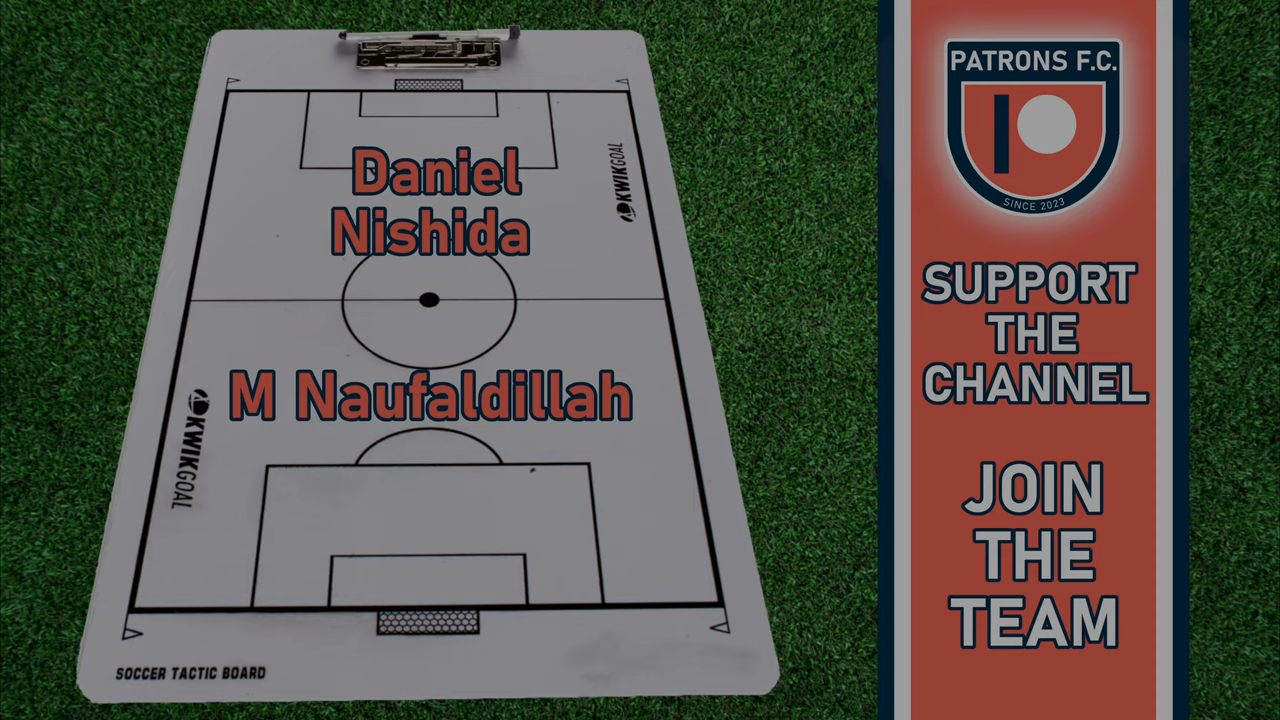 Daniel
Nishida
M Naufaldillah
KWIKGOAL
KWIKGOAL
SOCCER TACTIC BOARD
PATRONS F.C.
SINCE 2023
SUPPORT
THE
CHANNEL
JOIN
THE
TEAM